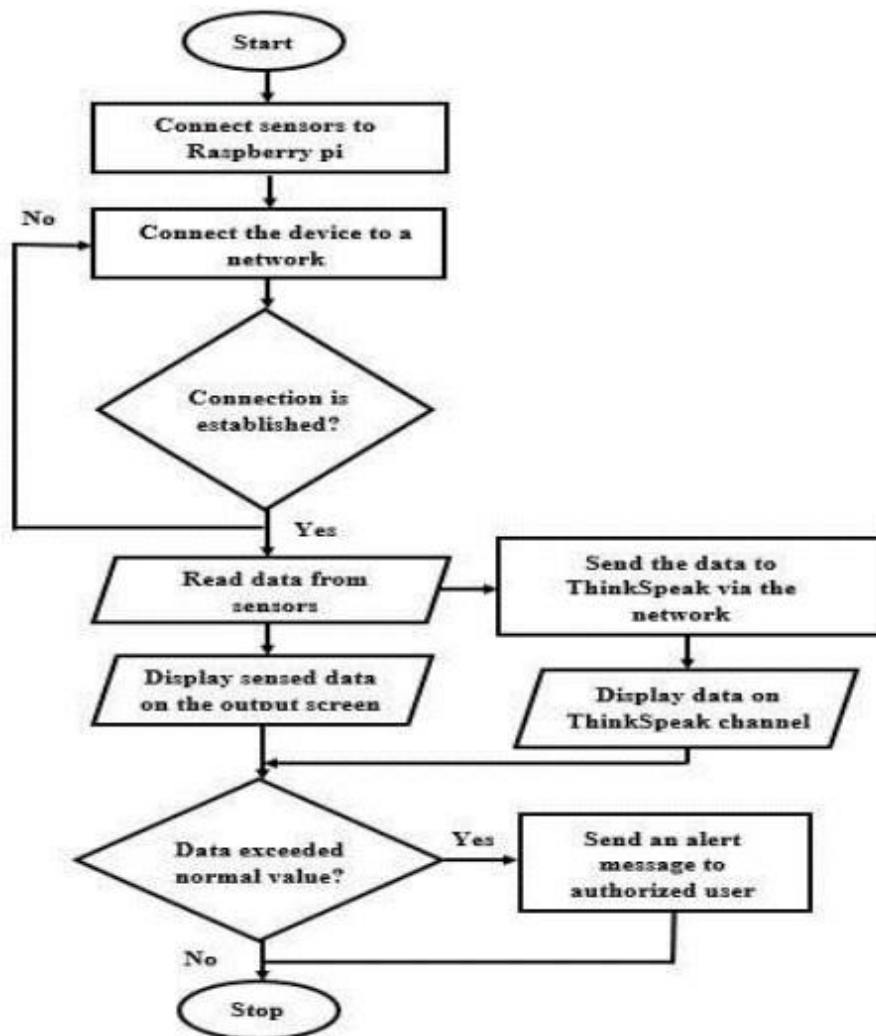 Start
Connect sensors to
Raspberry pi
No
Connect the device to a
network
Connection is
established?
Yes
Read data from
sensors
Send the data to
ThinkSpeak via the
network
Display sensed data
on the output screen
Display data on
ThinkSpeak channel
Data exceeded
normal value?
Yes
Send an alert
message to
authorized user
No
Stop